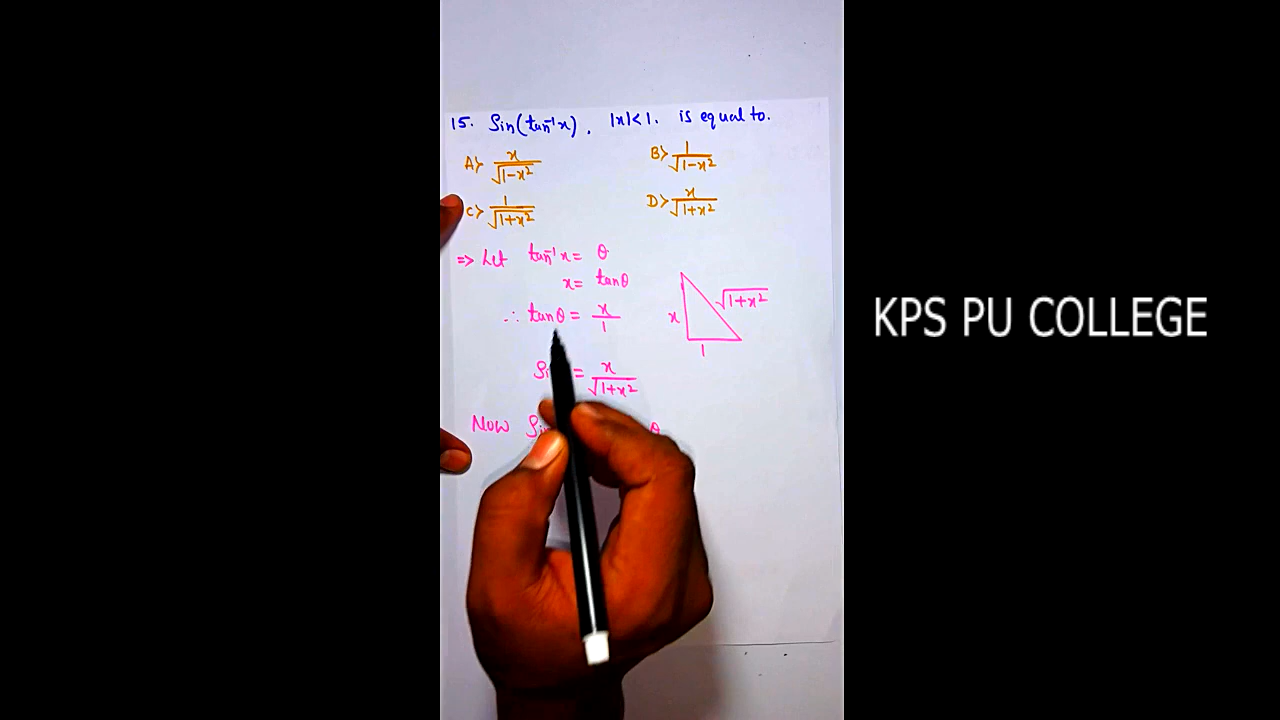 15. Sin(tan⁻¹x), |x|<1. is equal to.
A> x/√1-x²
B> 1/√1-x²
C> 1/√1+x²
D> x/√1+x²
=> Let tan⁻¹x = θ
x = tanθ
∴ tanθ = x/1
= x/√1+x²
x
√1+x²
1
Now
θ
KPS PU COLLEGE